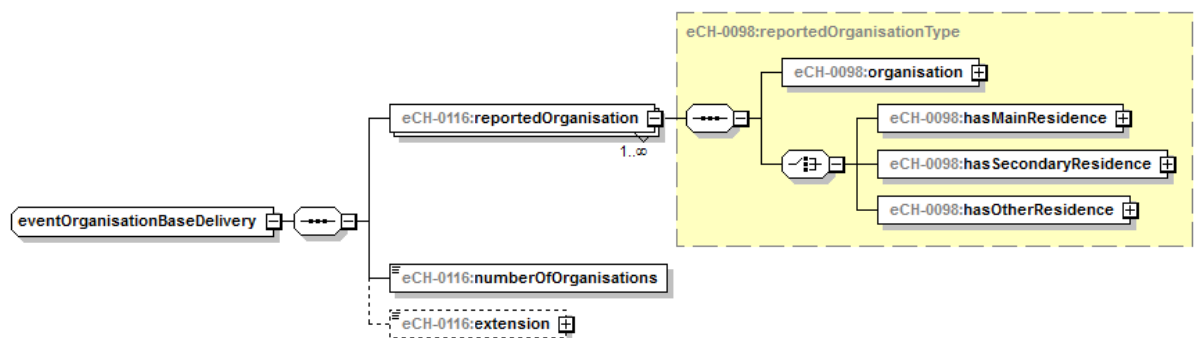 eCH-0098:reportedOrganisationType
eCH-0098:organisation
eCH-0116:reportedOrganisation
1..∞
eCH-0098:hasMainResidence
eCH-0098:hasSecondaryResidence
eCH-0098:hasOtherResidence
eventOrganisationBaseDelivery
eCH-0116:numberOfOrganisations
eCH-0116:extension